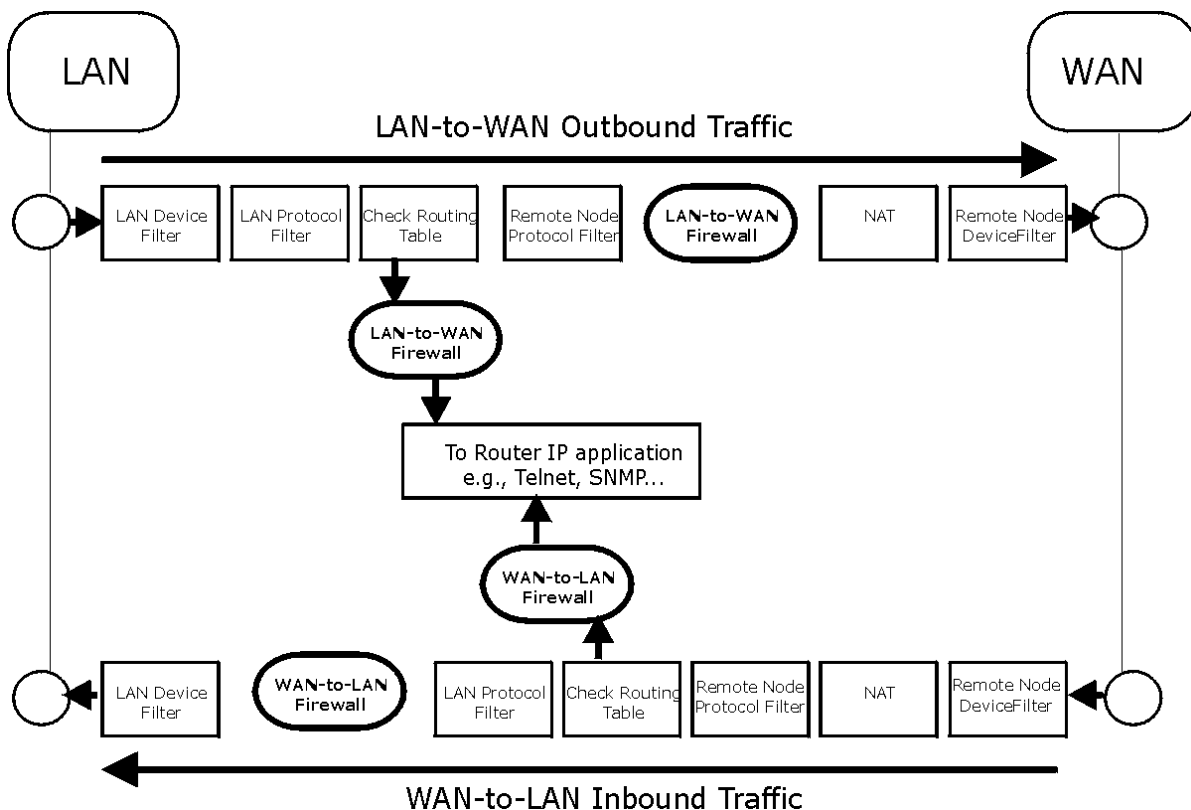 LAN
WAN
LAN-to-WAN Outbound Traffic
LAN Device
Filter
LAN Protocol
Filter
Check Routing
Table
Remote Node
Protocol Filter
LAN-to-WAN
Firewall
NAT
Remote Node
DeviceFilter
LAN-to-WAN
Firewall
To Router IP application
e.g., Telnet, SNMP...
WAN-to-LAN
Firewall
LAN Device
Filter
WAN-to-LAN
Firewall
LAN Protocol
Filter
Check Routing
Table
Remote Node
Protocol Filter
NAT
Remote Node
DeviceFilter
WAN-to-LAN Inbound Traffic